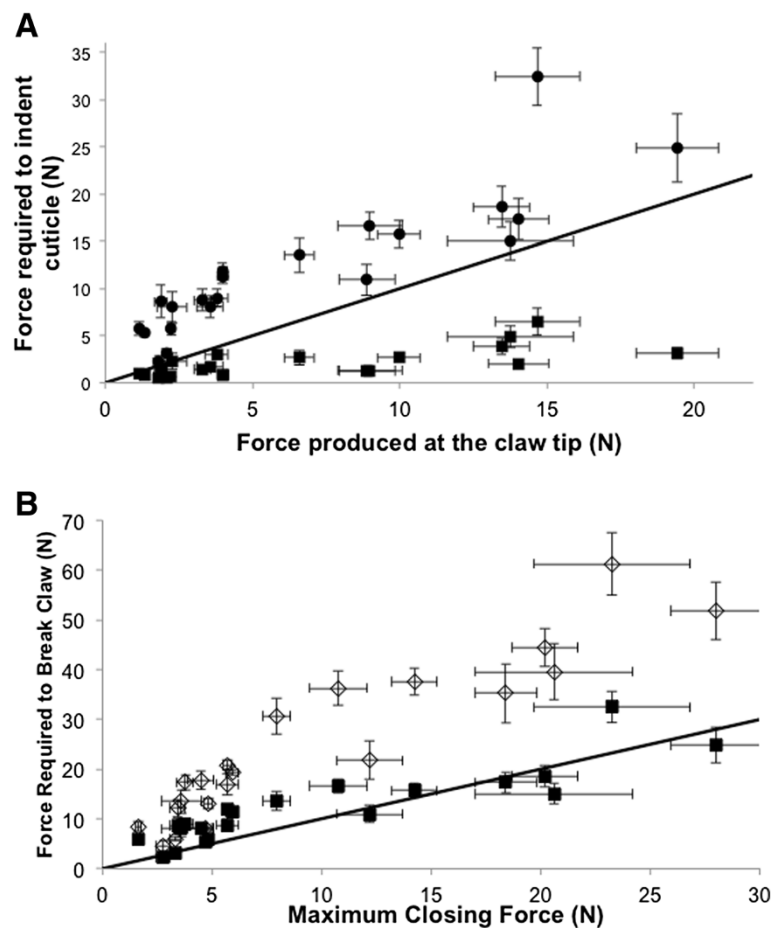 A
Force required to indent
cuticle (N)
35
30
25
20
15
10
5
0
0 5 10 15 20
Force produced at the claw tip (N)
B
Force Required to Break Claw (N)
70
60
50
40
30
20
10
0
0 5 10 15 20 25 30
Maximum Closing Force (N)